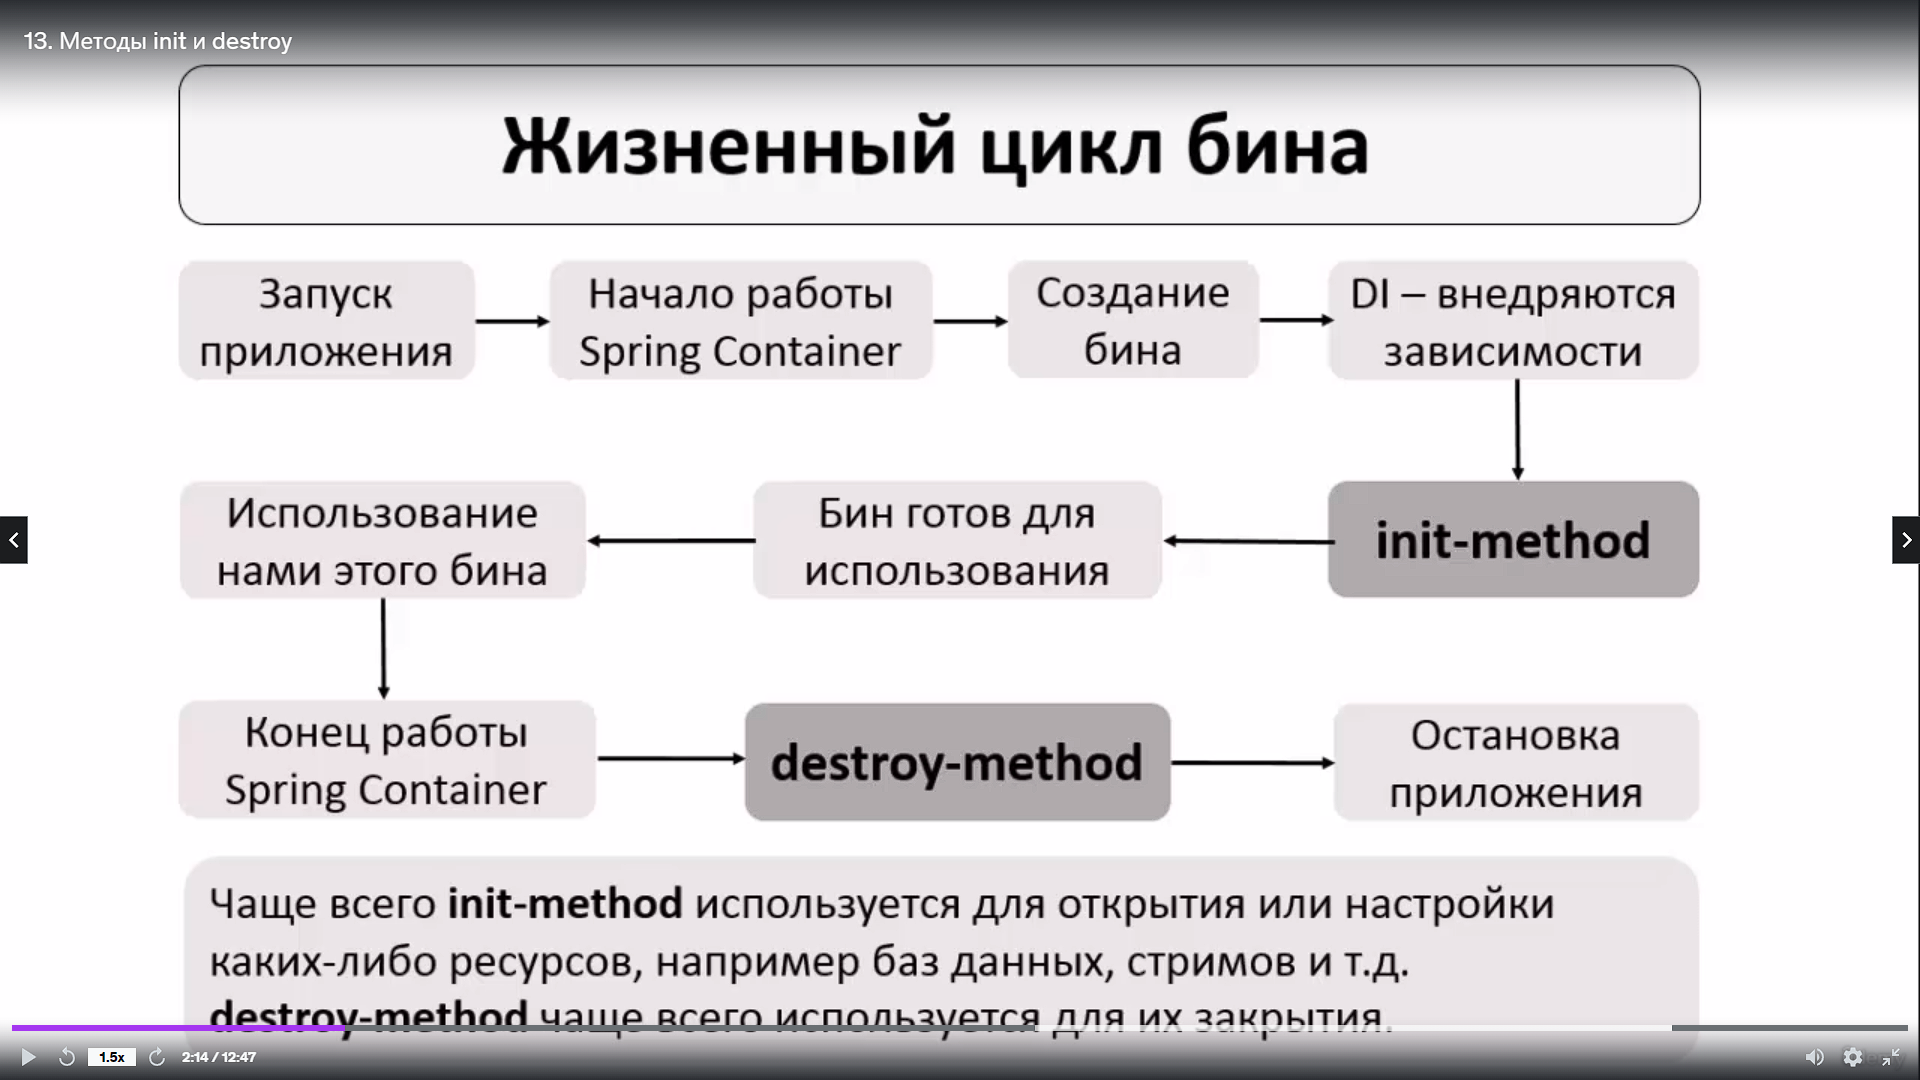 13. Методы init и destroy
Жизненный цикл бина
Запуск
приложения
Начало работы
Spring Container
Создание
бина
DI – внедряются
зависимости
init-method
Бин готов для
использования
Использование
нами этого бина
Конец работы
Spring Container
destroy-method
Остановка
приложения
Чаще всего init-method используется для открытия или настройки
каких-либо ресурсов, например баз данных, стримов и т.д.
destroy-method чаще всего используется для их закрытия.
1.5x
2:14 / 12:47